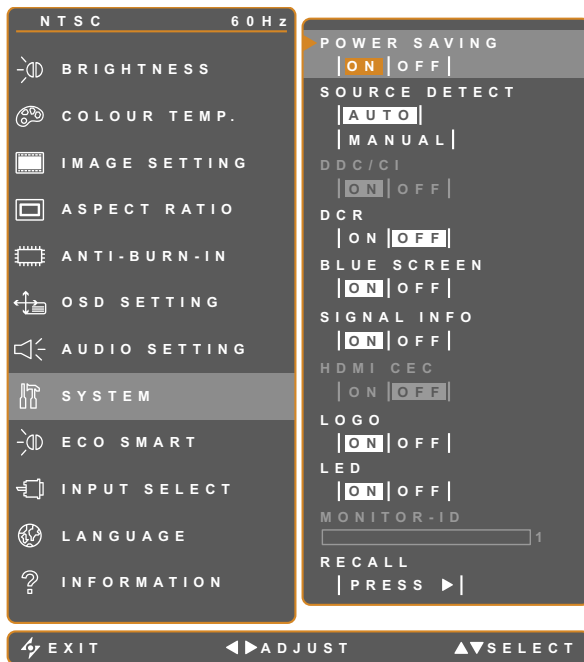 NTSC 60Hz
BRIGHTNESS
COLOUR TEMP.
IMAGE SETTING
ASPECT RATIO
ANTI-BURN-IN
OSD SETTING
AUDIO SETTING
SYSTEM
ECO SMART
INPUT SELECT
LANGUAGE
INFORMATION
POWER SAVING
ON OFF
SOURCE DETECT
AUTO
MANUAL
DDC/CI
ON OFF
DCR
ON OFF
BLUE SCREEN
ON OFF
SIGNAL INFO
ON OFF
HDMI CEC
ON OFF
LOGO
ON OFF
LED
ON OFF
MONITOR-ID
1
RECALL
PRESS ▶
EXIT ◀▶ADJUST ▲▼SELECT